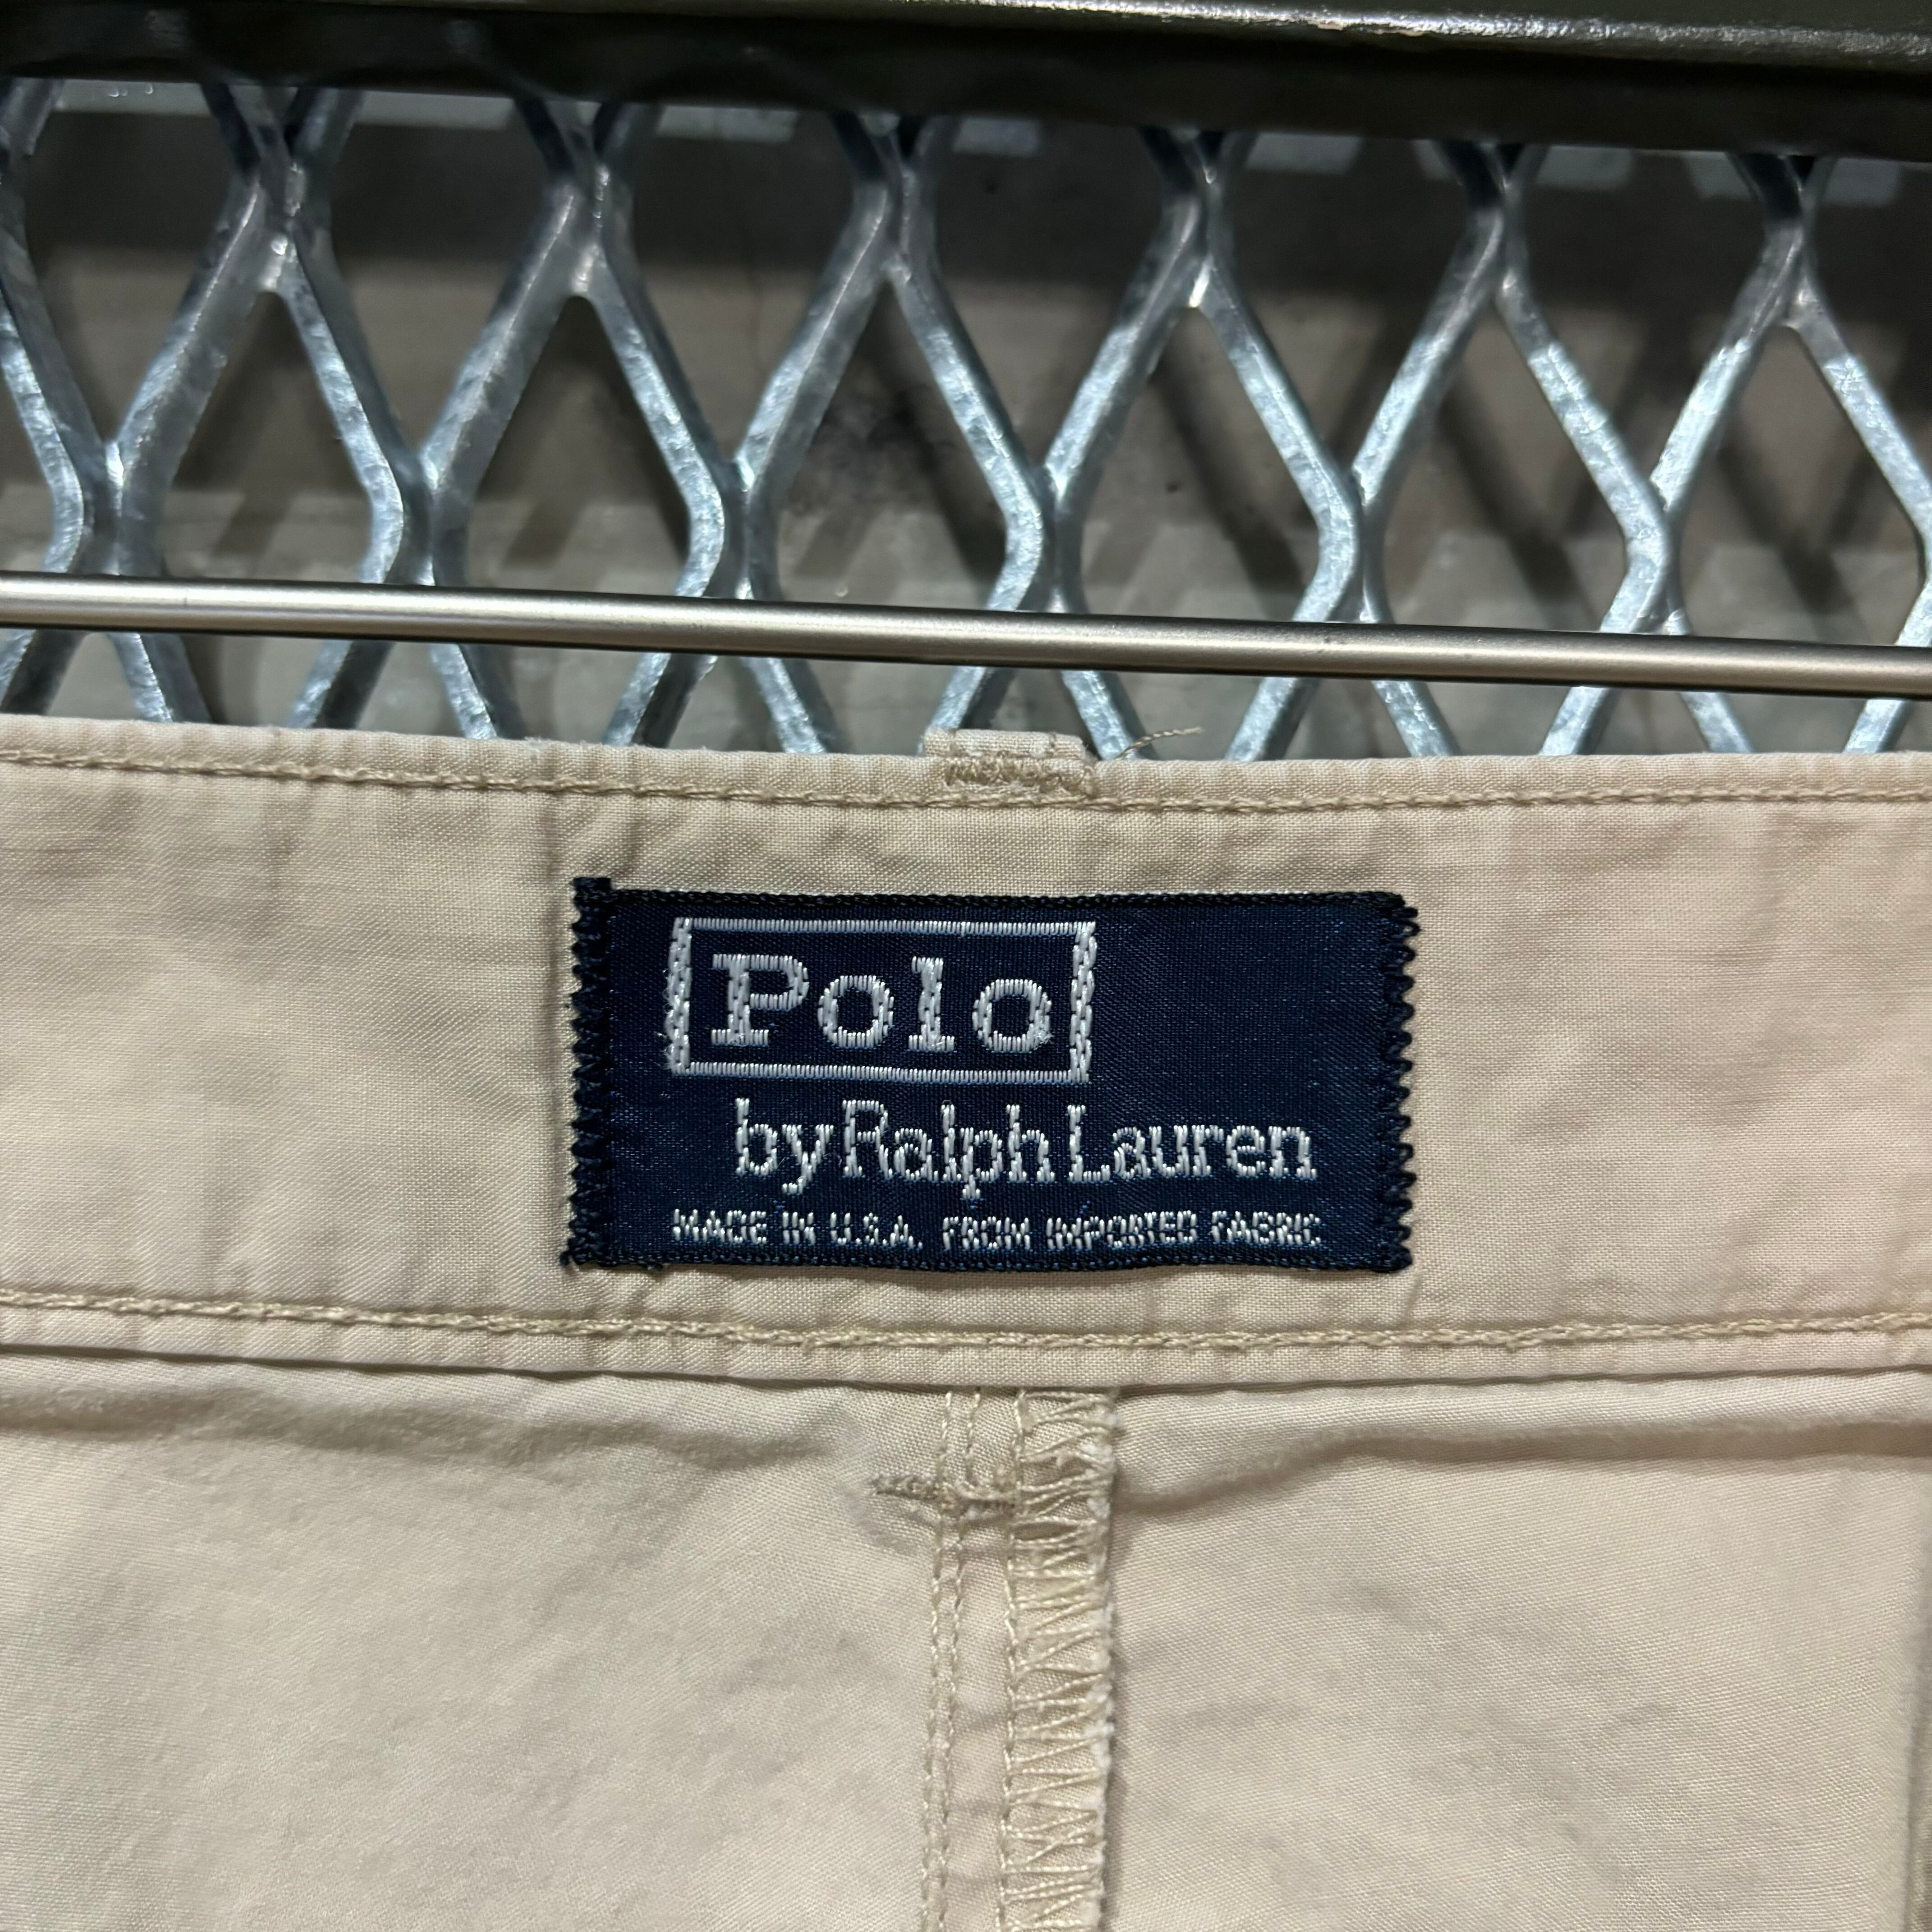 Polo
by Ralph Lauren
MADE IN U.S.A. FROM IMPORTED FABRIC